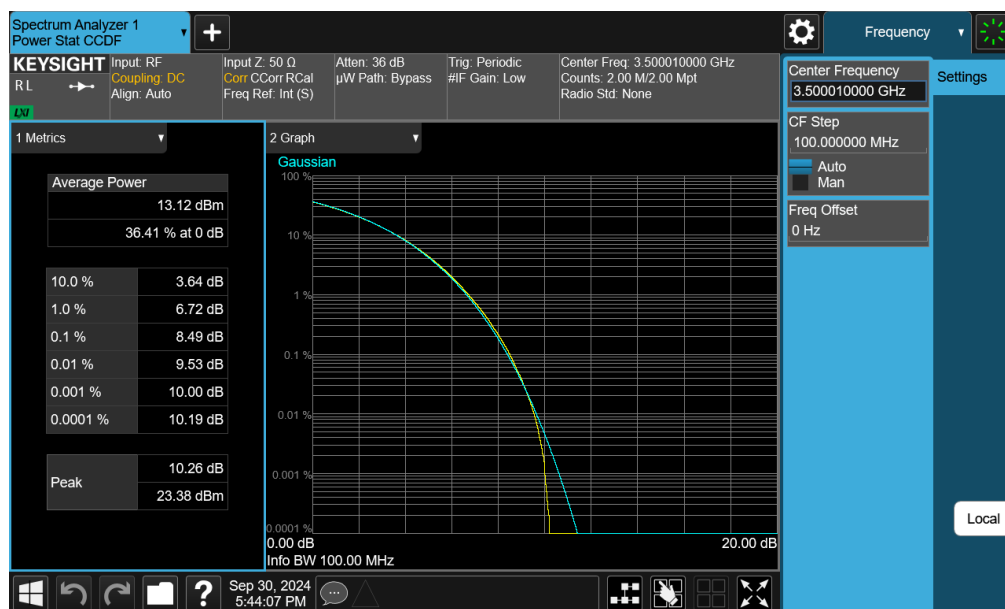 Spectrum Analyzer 1
Power Stat CCDF
+
Frequency
KEYSIGHT
R L
LXI
Input: RF
Coupling: DC
Align: Auto
Input Z: 50 Ω
Corr CCorr RCal
Freq Ref: Int (S)
Atten: 36 dB
µW Path: Bypass
Trig: Periodic
#IF Gain: Low
Center Freq: 3.500010000 GHz
Counts: 2.00 M/2.00 Mpt
Radio Std: None
Center Frequency
3.500010000 GHz
Settings
CF Step
100.000000 MHz
Auto
Man
Freq Offset
0 Hz
Local
1 Metrics
Average Power
13.12 dBm
36.41 % at 0 dB
10.0 % 3.64 dB
1.0 % 6.72 dB
0.1 % 8.49 dB
0.01 % 9.53 dB
0.001 % 10.00 dB
0.0001 % 10.19 dB
Peak
10.26 dB
23.38 dBm
2 Graph
Gaussian
100 %
10 %
1 %
0.1 %
0.01 %
0.001 %
0.0001 %
0.00 dB 20.00 dB
Info BW 100.00 MHz
?
Sep 30, 2024
5:44:07 PM